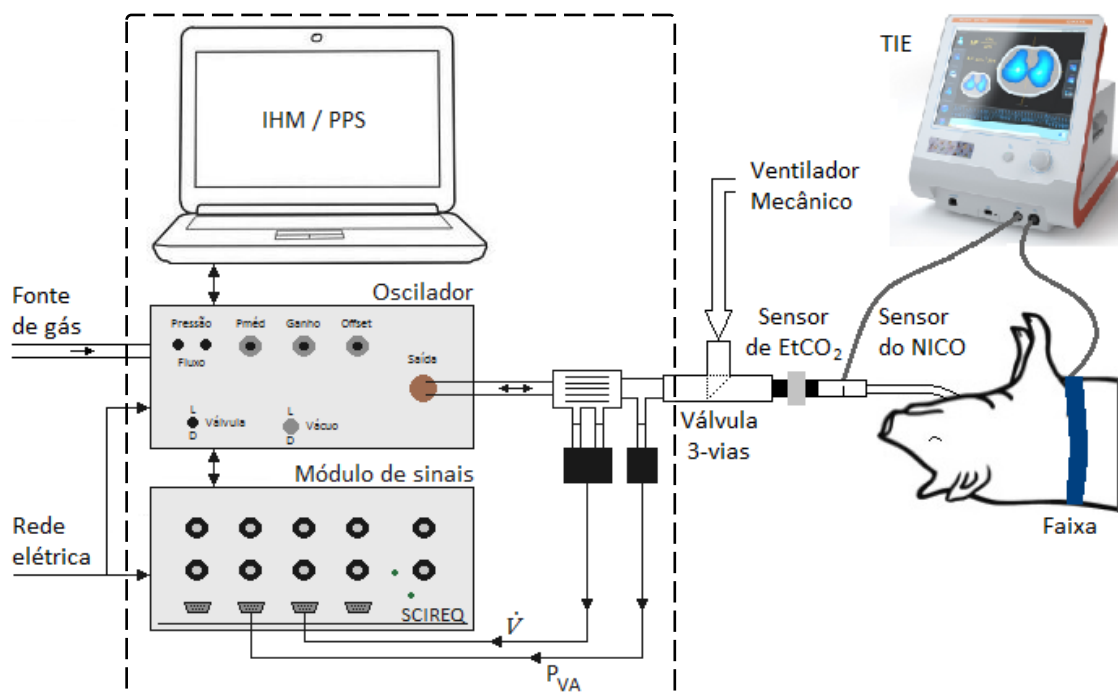 IHM / PPS
TIE
Ventilador
Mecânico
Fonte
de gás
Oscilador
Pressão
Pméd
Ganho
Offset
Fluxo
Saída
L
Válvula
D
L
Vácuo
D
Sensor
de EtCO₂
Sensor
do NICO
Válvula
3-vias
Módulo de sinais
Rede
elétrica
SCIREQ
V̇
P_VA
Faixa